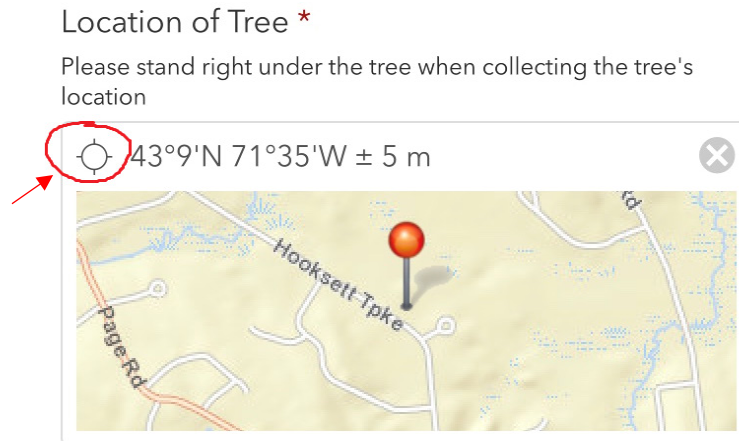 Location of Tree *
Please stand right under the tree when collecting the tree's
location
43°9'N 71°35'W ± 5 m
Rd
Hooksett Tpke
Page Rd